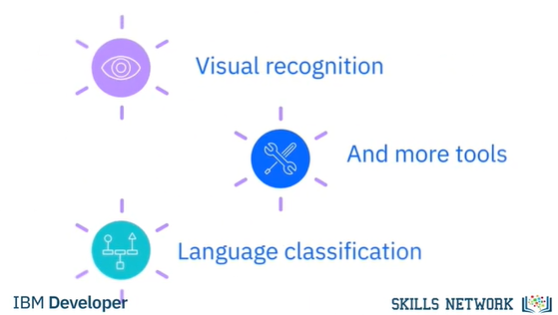 Visual recognition
And more tools
Language classification
IBM Developer
SKILLS NETWORK